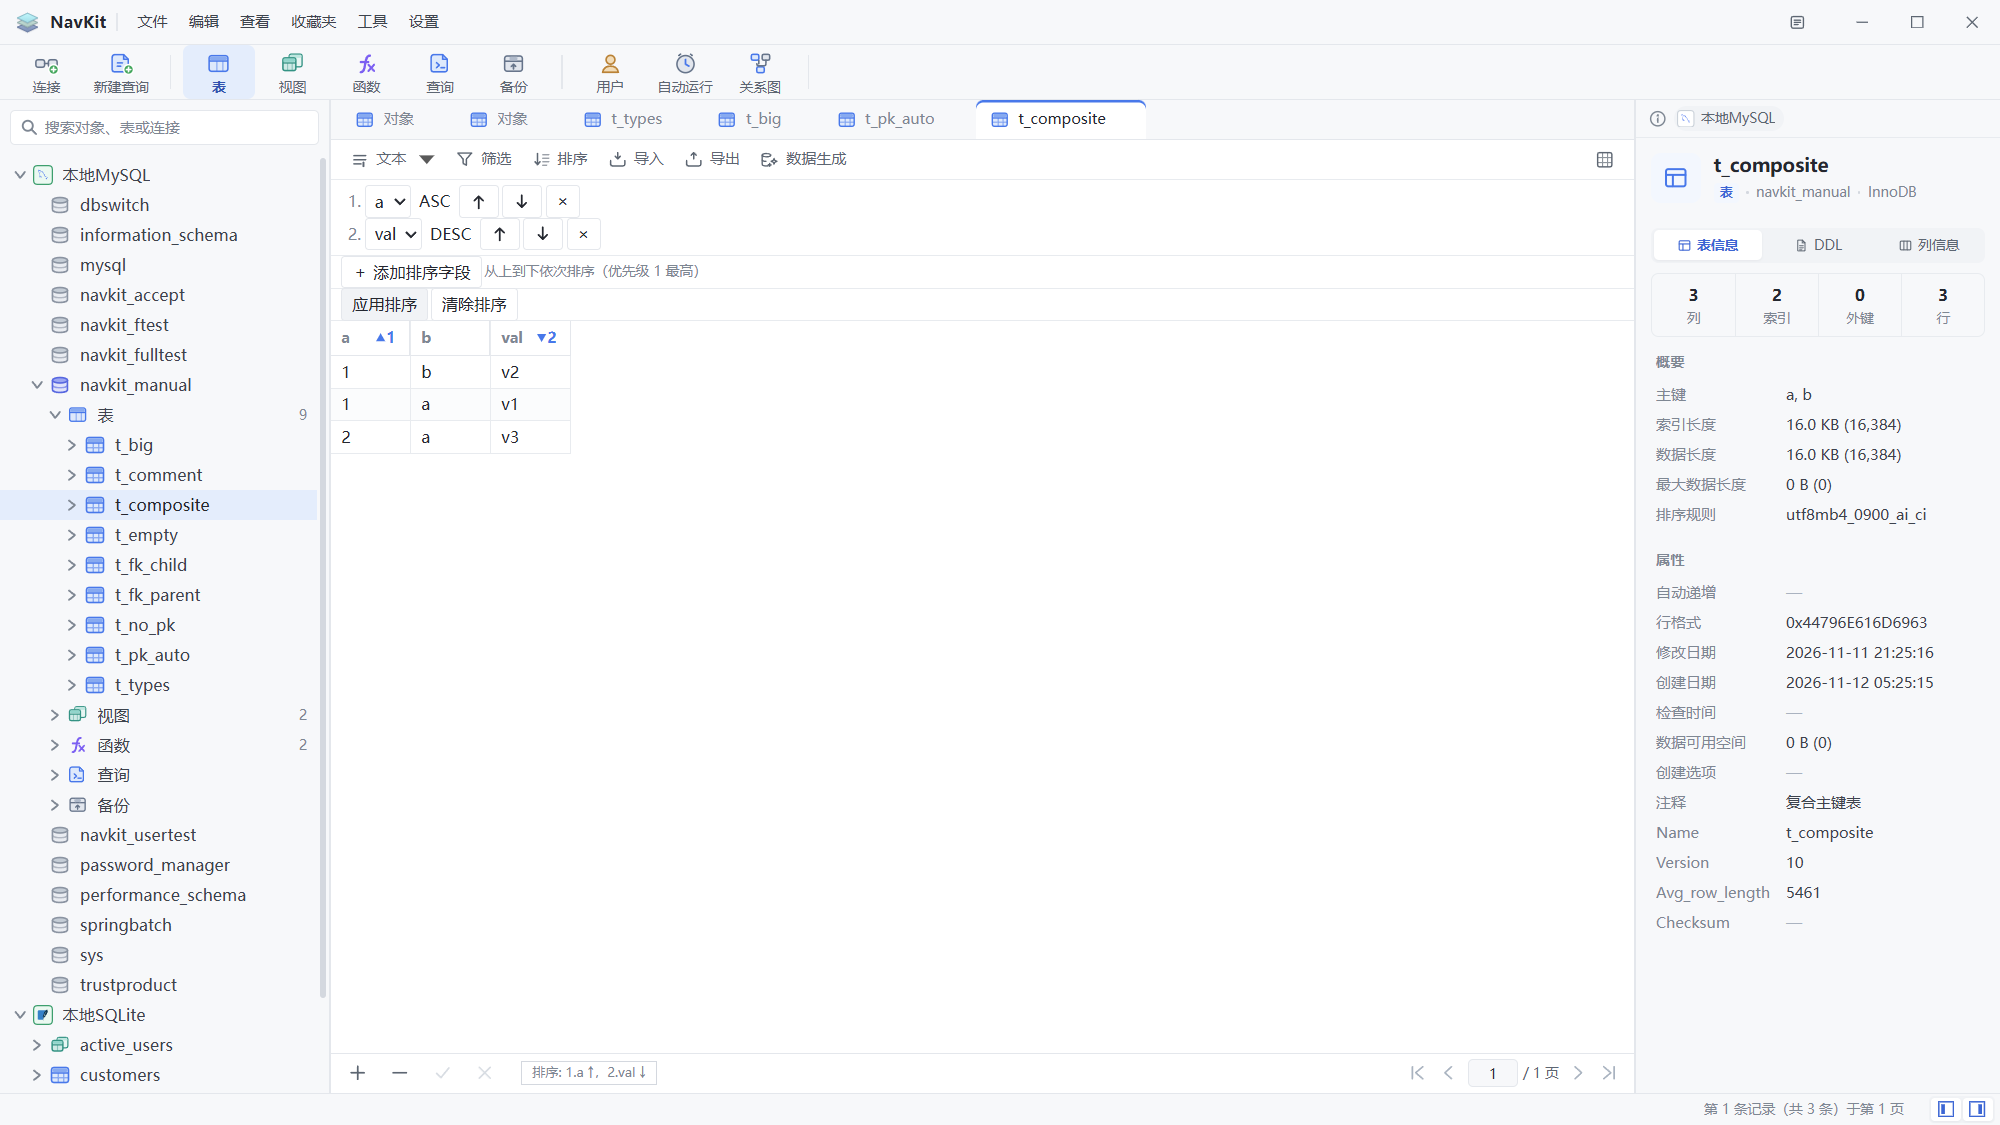 NavKit 文件 编辑 查看 收藏夹 工具 设置
连接 新建查询 表 视图 函数 查询 备份 用户 自动运行 关系图
搜索对象、表或连接
本地MySQL
dbswitch
information_schema
mysql
navkit_accept
navkit_ftest
navkit_fulltest
navkit_manual
表 9
t_big
t_comment
t_composite
t_empty
t_fk_child
t_fk_parent
t_no_pk
t_pk_auto
t_types
视图 2
函数 2
查询
备份
navkit_usertest
password_manager
performance_schema
springbatch
sys
trustproduct
本地SQLite
active_users
customers
对象 对象 t_types t_big t_pk_auto t_composite
文本 筛选 排序 导入 导出 数据生成
1. a ASC ↑ ↓ ×
2. val DESC ↑ ↓ ×
+ 添加排序字段 从上到下依次排序（优先级 1 最高）
应用排序 清除排序
a ▲1 b val ▼2
1 b v2
1 a v1
2 a v3
排序: 1.a↑, 2.val↓
1 / 1 页
本地MySQL
t_composite
表 · navkit_manual · InnoDB
表信息 DDL 列信息
3 2 0 3
列 索引 外键 行
概要
主键 a, b
索引长度 16.0 KB (16,384)
数据长度 16.0 KB (16,384)
最大数据长度 0 B (0)
排序规则 utf8mb4_0900_ai_ci
属性
自动递增 —
行格式 0x44796E616D6963
修改日期 2026-11-11 21:25:16
创建日期 2026-11-12 05:25:15
检查时间 —
数据可用空间 0 B (0)
创建选项 —
注释 复合主键表
Name t_composite
Version 10
Avg_row_length 5461
Checksum —
第 1 条记录（共 3 条）于第 1 页